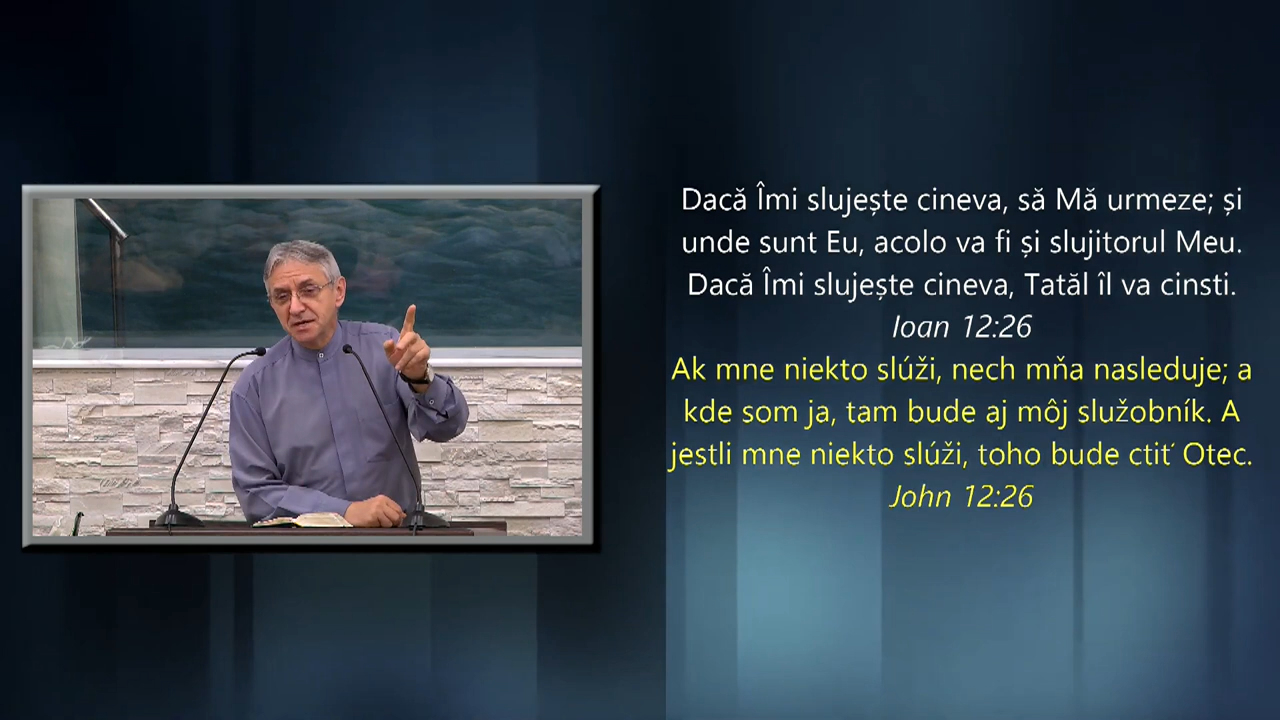 Dacă Îmi slujește cineva, să Mă urmeze; și
unde sunt Eu, acolo va fi și slujitorul Meu.
Dacă Îmi slujește cineva, Tatăl îl va cinsti.
Ioan 12:26
Ak mne niekto slúži, nech mňa nasleduje; a
kde som ja, tam bude aj môj služobník. A
jestli mne niekto slúži, toho bude ctiť Otec.
John 12:26